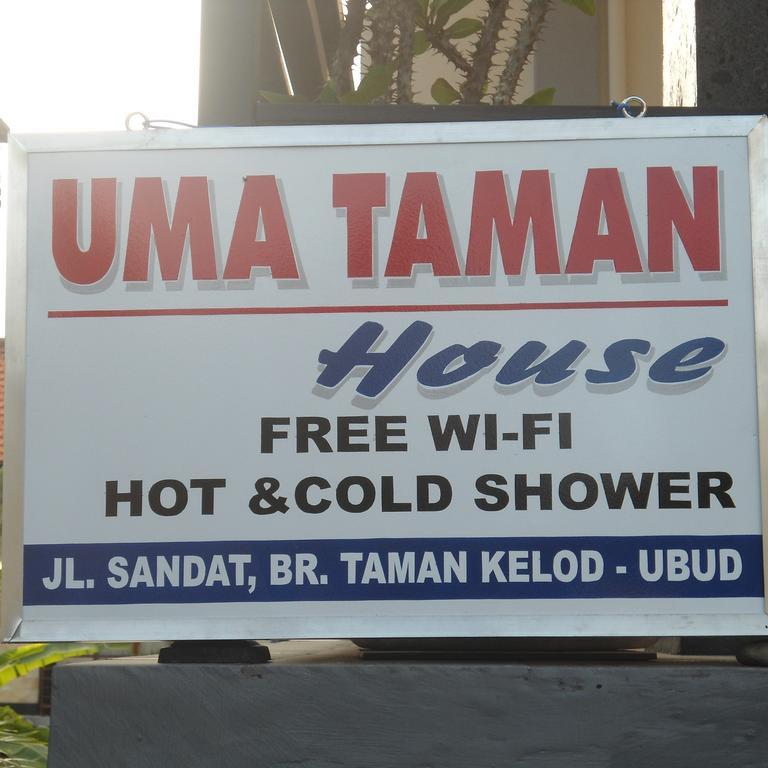 UMA TAMAN
House
FREE WI-FI
HOT &COLD SHOWER
JL. SANDAT, BR. TAMAN KELOD - UBUD